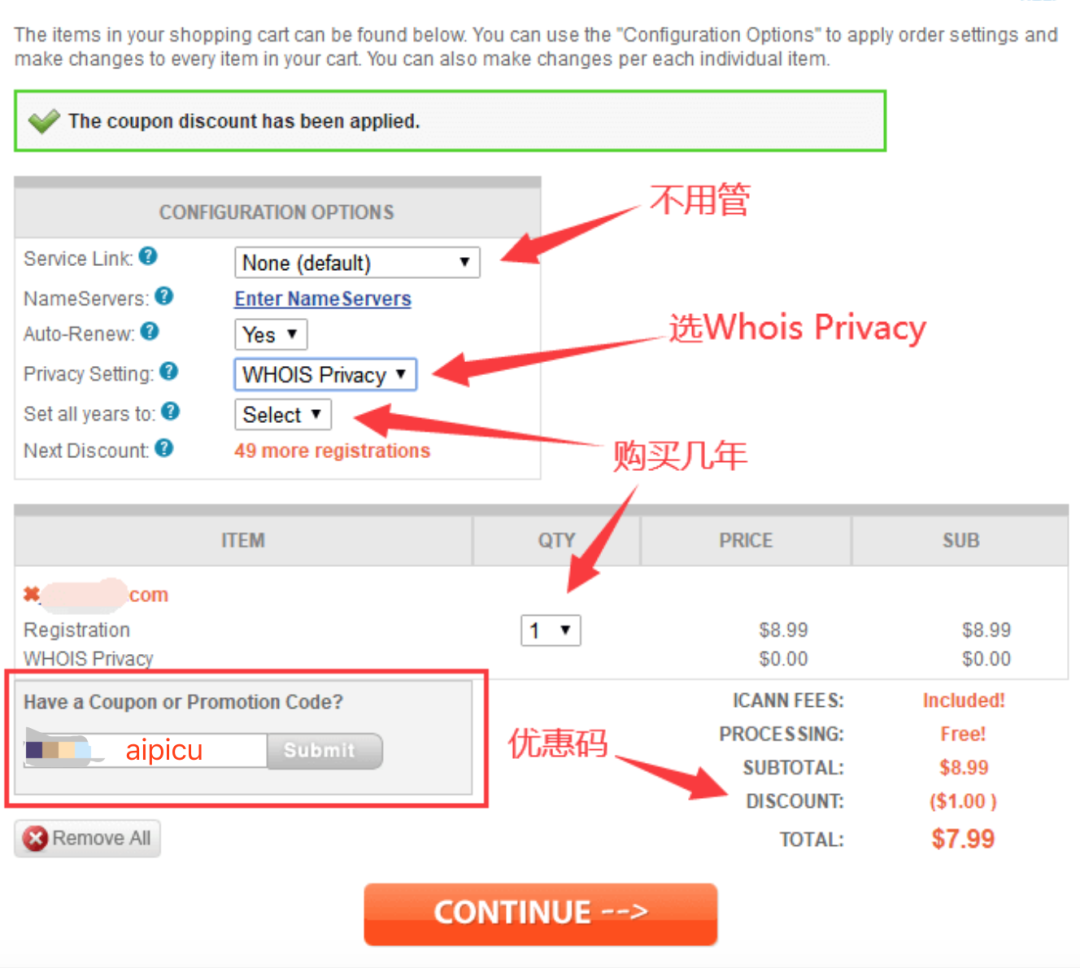 The items in your shopping cart can be found below. You can use the "Configuration Options" to apply order settings and
make changes to every item in your cart. You can also make changes per each individual item.
The coupon discount has been applied.
不用管
CONFIGURATION OPTIONS
Service Link: ? None (default)
NameServers: ? Enter NameServers
选Whois Privacy
Auto-Renew: ? Yes
Privacy Setting: ? WHOIS Privacy
Set all years to: ? Select
Next Discount: ? 49 more registrations
购买几年
ITEM QTY PRICE SUB
com
Registration 1 $8.99 $8.99
WHOIS Privacy $0.00 $0.00
Have a Coupon or Promotion Code?
aipicu Submit
优惠码
ICANN FEES: Included!
PROCESSING: Free!
SUBTOTAL: $8.99
DISCOUNT: ($1.00 )
TOTAL: $7.99
Remove All
CONTINUE -->